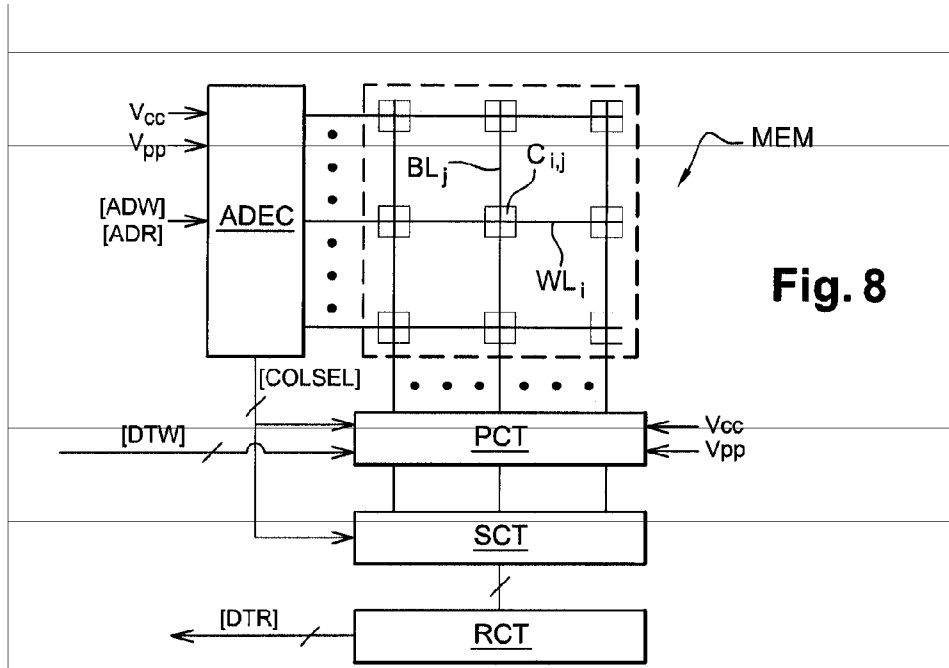 Vcc
Vpp
[ADW]
[ADR]
ADEC
BLj
Ci,j
WLi
MEM
Fig. 8
[COLSEL]
[DTW]
PCT
Vcc
Vpp
SCT
[DTR]
RCT